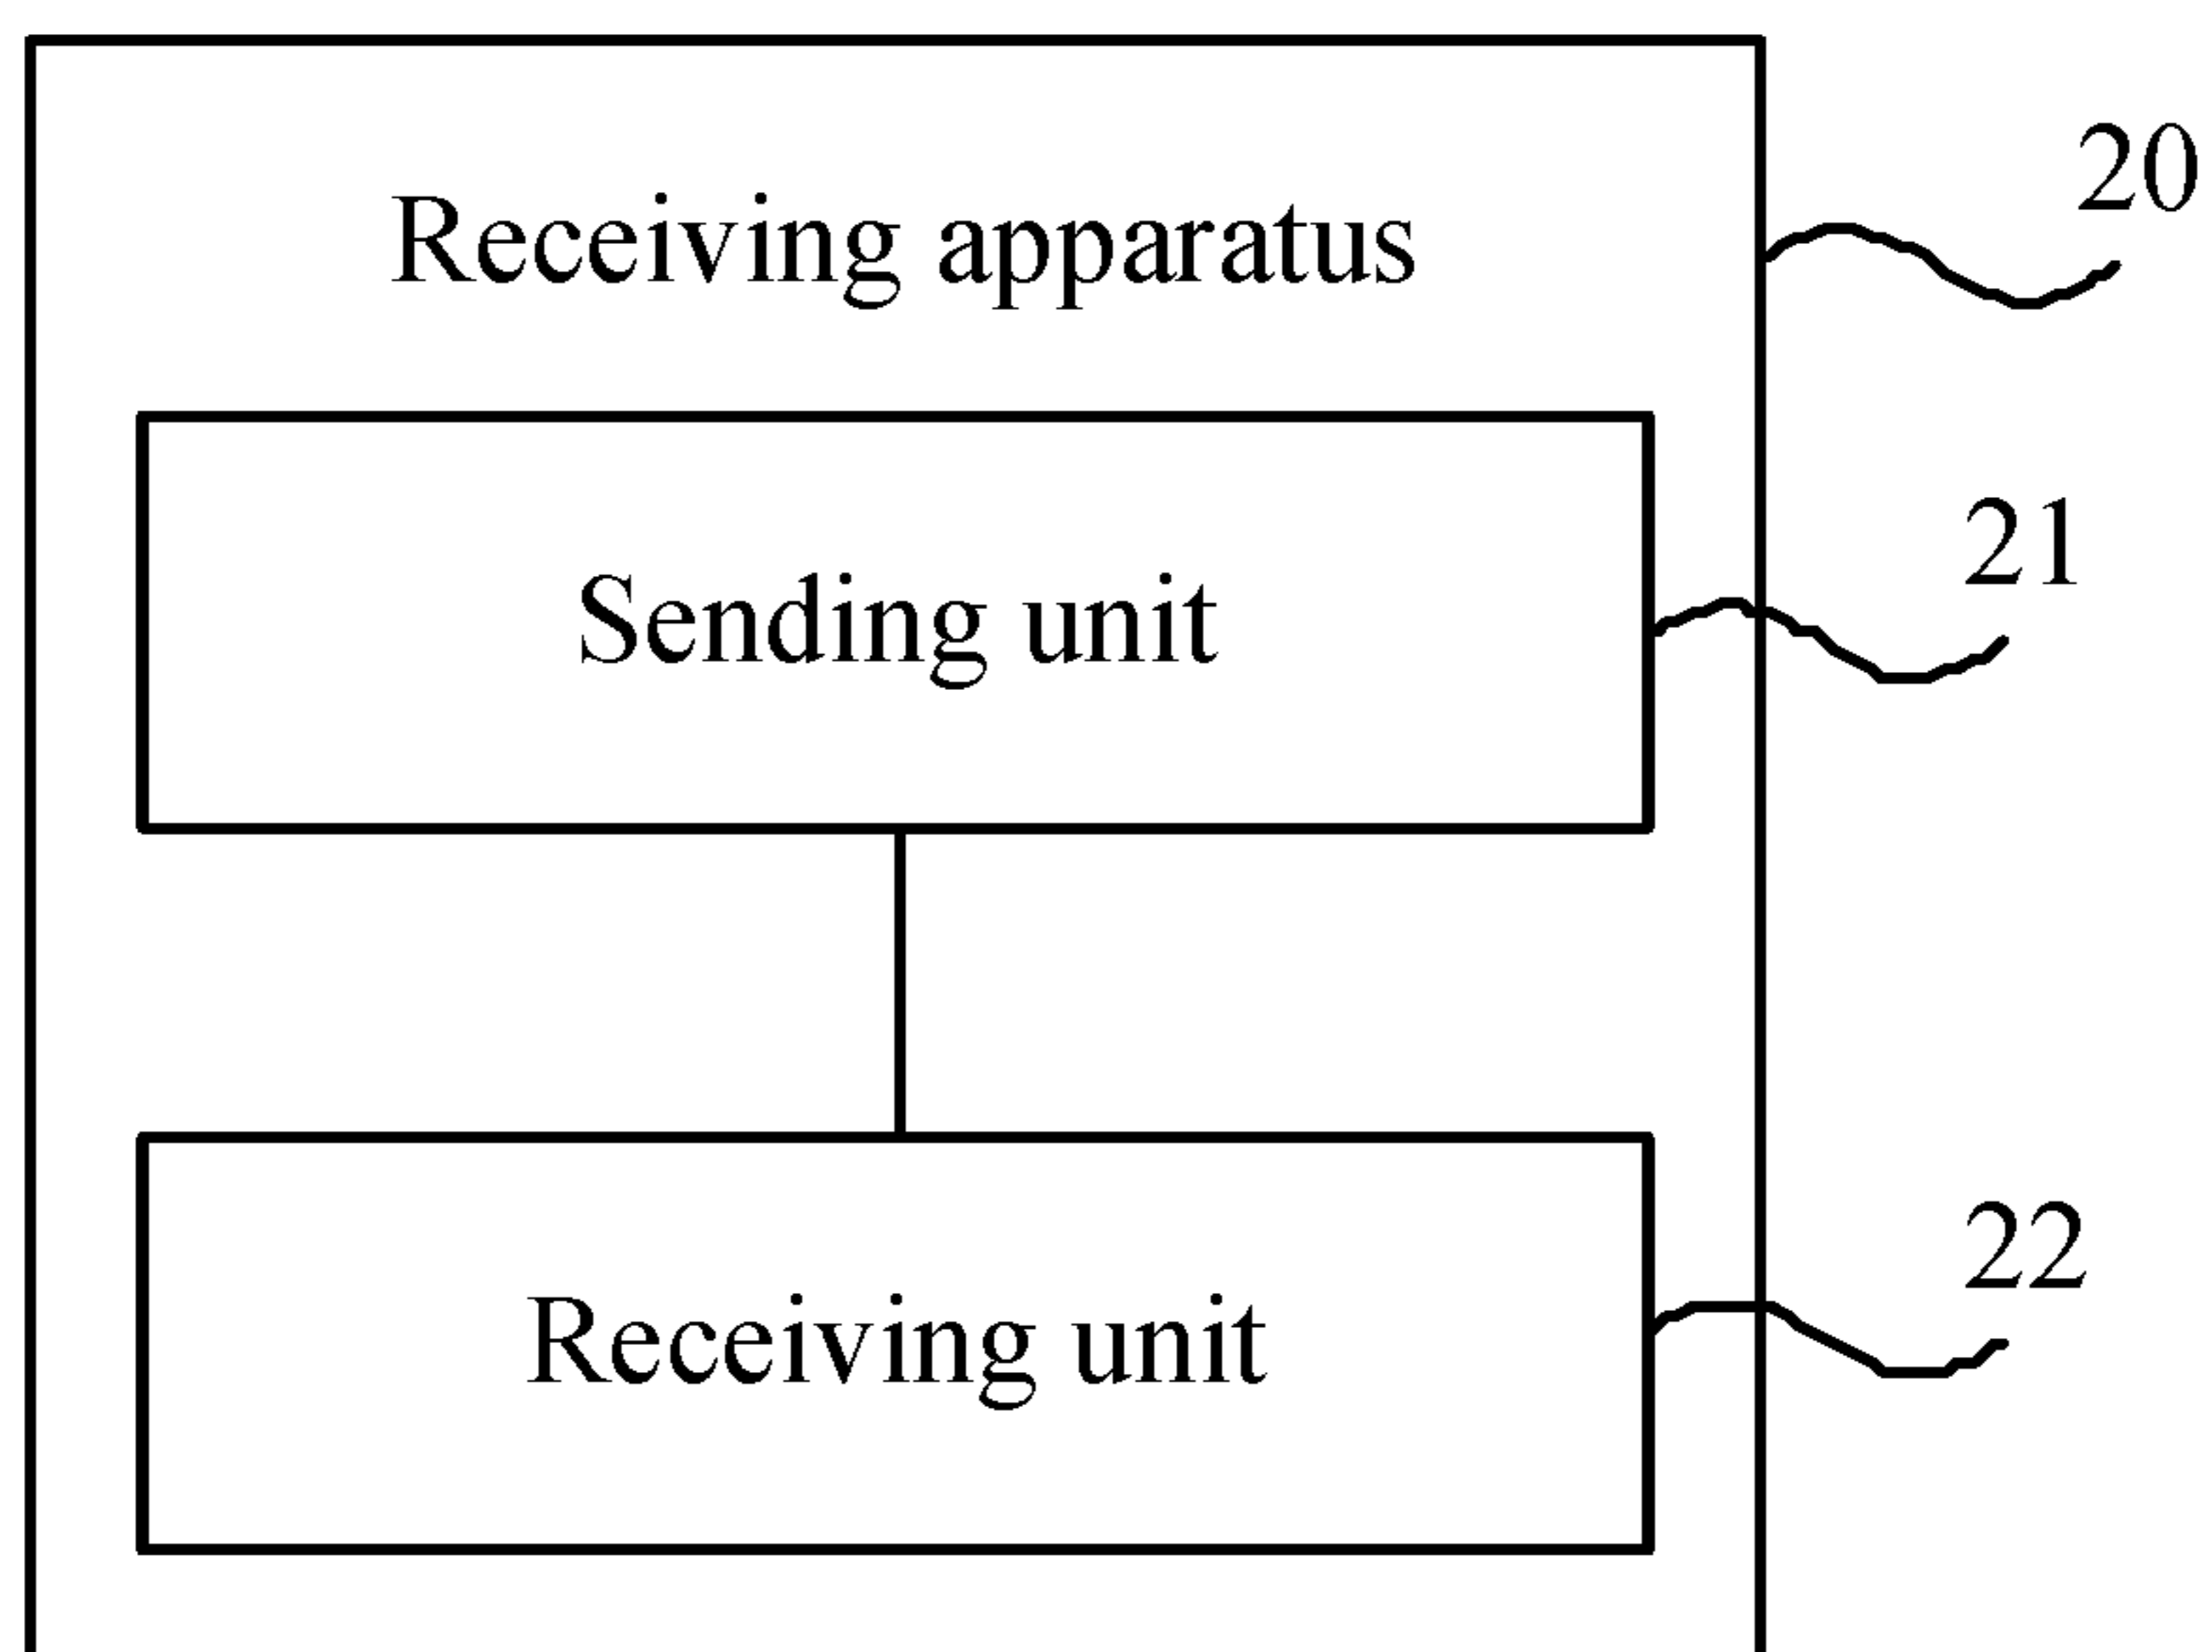 Receiving apparatus
20
Sending unit
21
Receiving unit
22